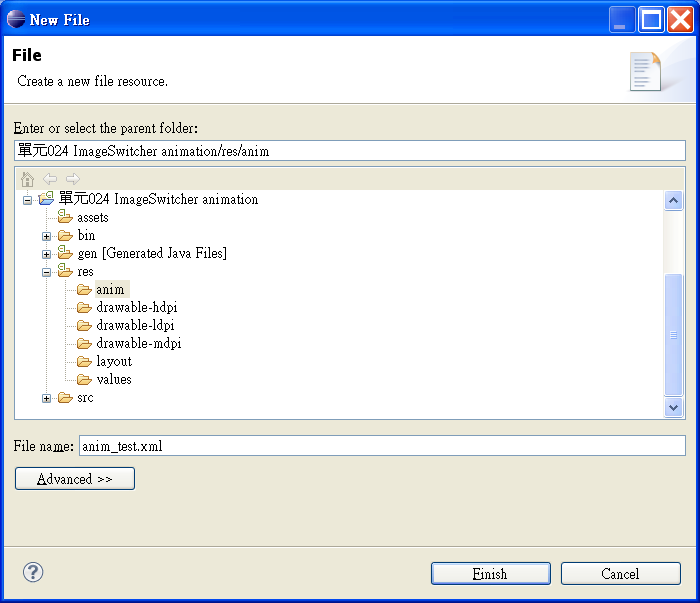 New File
File
Create a new file resource.
Enter or select the parent folder:
單元024 ImageSwitcher animation/res/anim
單元024 ImageSwitcher animation
assets
bin
gen [Generated Java Files]
res
anim
drawable-hdpi
drawable-ldpi
drawable-mdpi
layout
values
src
File name: anim_test.xml
Advanced >>
Finish Cancel